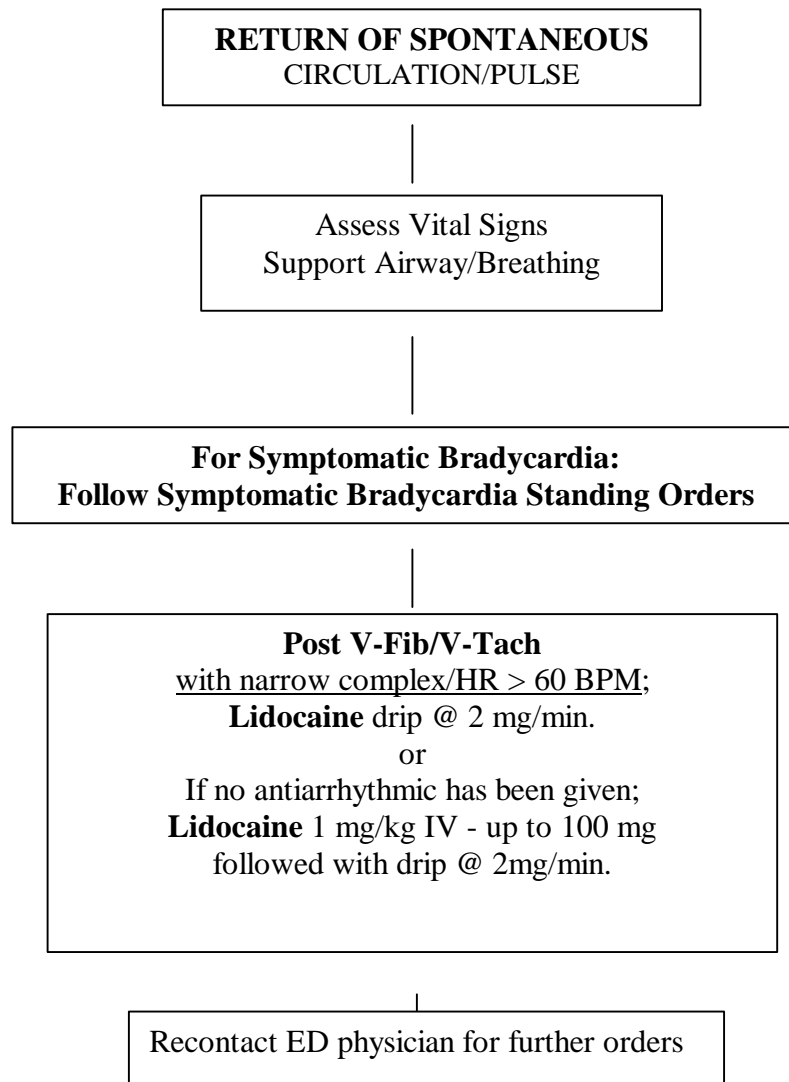 RETURN OF SPONTANEOUS
CIRCULATION/PULSE
Assess Vital Signs
Support Airway/Breathing
For Symptomatic Bradycardia:
Follow Symptomatic Bradycardia Standing Orders
Post V-Fib/V-Tach
with narrow complex/HR > 60 BPM;
Lidocaine drip @ 2 mg/min.
or
If no antiarrhythmic has been given;
Lidocaine 1 mg/kg IV - up to 100 mg
followed with drip @ 2mg/min.
Recontact ED physician for further orders